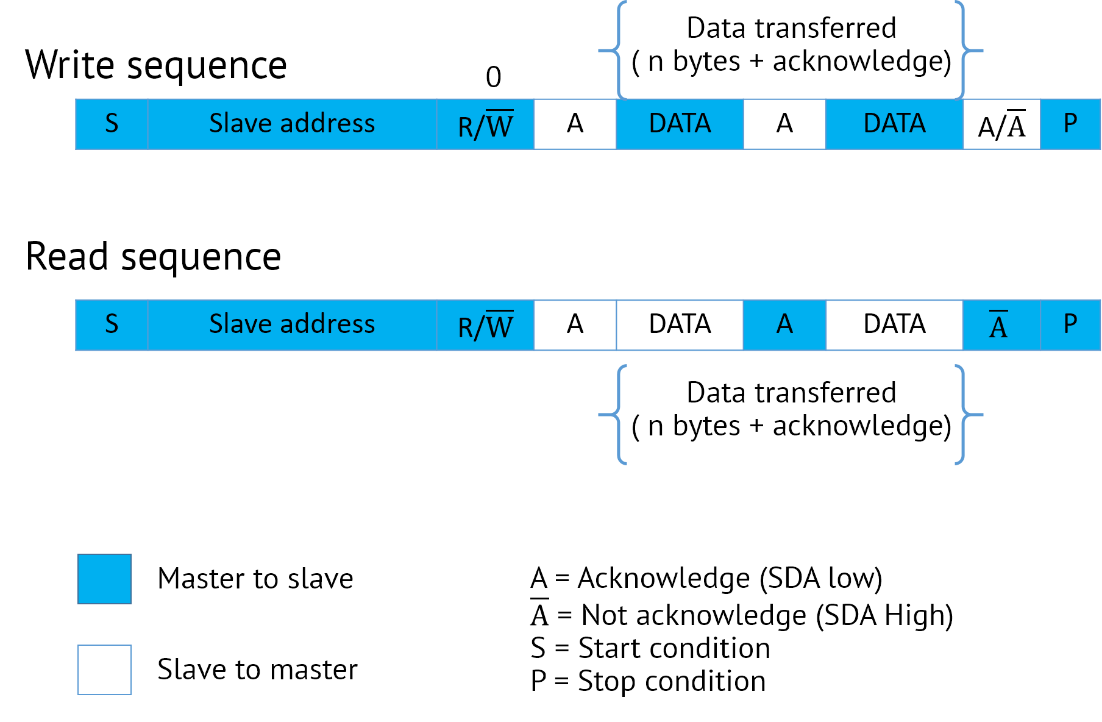 Write sequence
0
Data transferred
( n bytes + acknowledge)
S Slave address R/W̅ A DATA A DATA A/A̅ P
Read sequence
S Slave address R/W̅ A DATA A DATA A̅ P
Data transferred
( n bytes + acknowledge)
Master to slave
Slave to master
A = Acknowledge (SDA low)
A̅ = Not acknowledge (SDA High)
S = Start condition
P = Stop condition